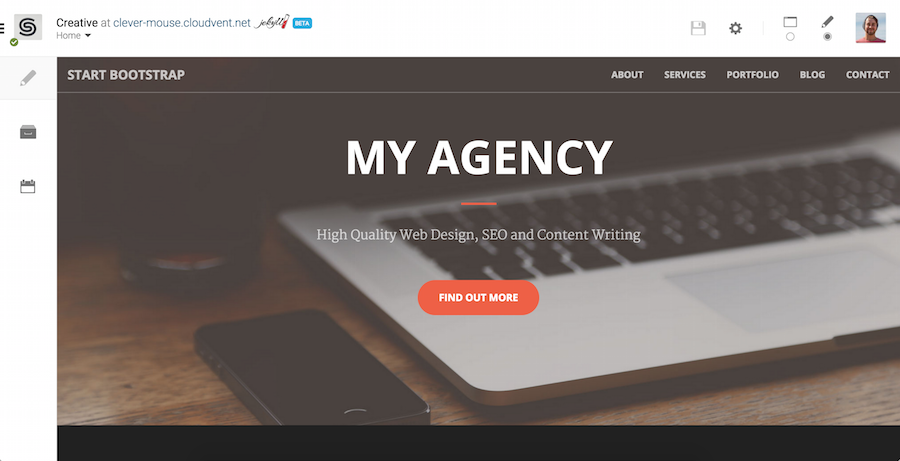 Creative at clever-mouse.cloudvent.net jekyll BETA
Home
START BOOTSTRAP
ABOUT SERVICES PORTFOLIO BLOG CONTACT
MY AGENCY
High Quality Web Design, SEO and Content Writing
FIND OUT MORE